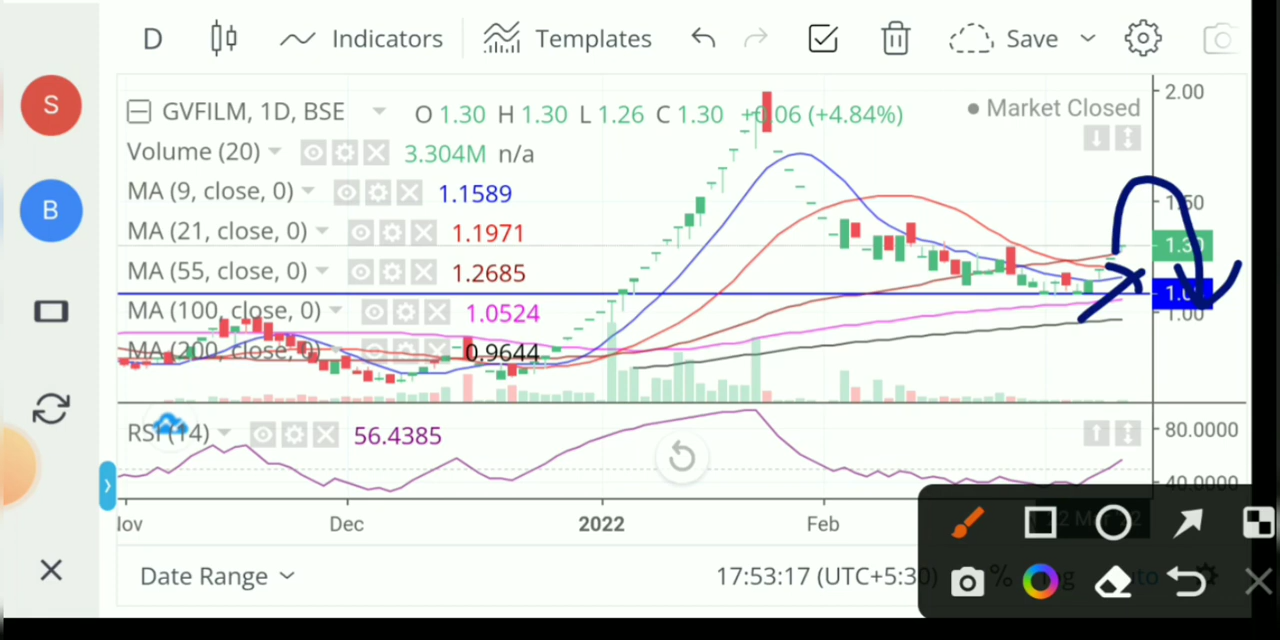 D Indicators Templates Save
S
GVFILM, 1D, BSE O 1.30 H 1.30 L 1.26 C 1.30 +0.06 (+4.84%) Market Closed
2.00
Volume (20) 3.304M n/a
MA (9, close, 0) 1.1589
B
1.50
MA (21, close, 0) 1.1971
1.30
MA (55, close, 0) 1.2685
MA (100, close, 0) 1.0524
1.00
MA (200, close, 0) 0.9644
RSI (14) 56.4385
80.0000
40.0000
Dec 2022 Feb
Date Range 17:53:17 (UTC+5:30) %